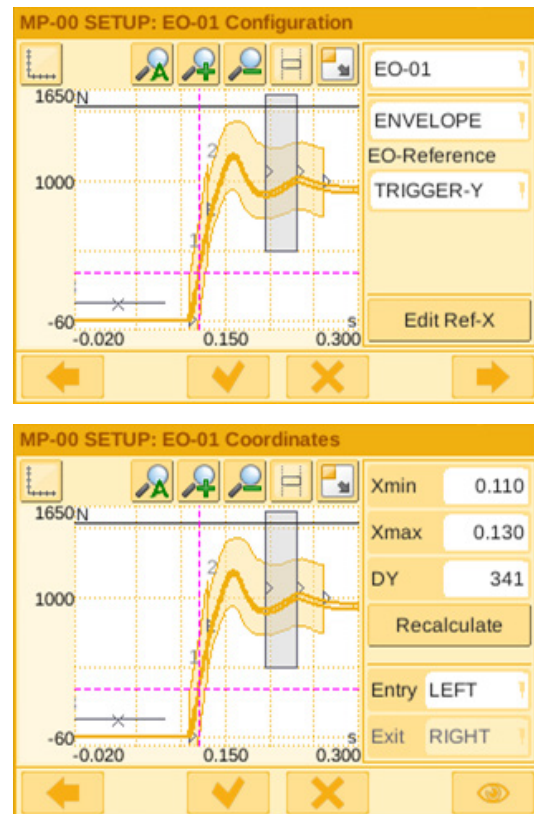 MP-00 SETUP: EO-01 Configuration
A
EO-01
1650 N
ENVELOPE
EO-Reference
2
1000
TRIGGER-Y
1
-60
s
Edit Ref-X
-0.020 0.150 0.300
MP-00 SETUP: EO-01 Coordinates
A
Xmin 0.110
1650 N
Xmax 0.130
2
DY 341
1000
Recalculate
1
Entry LEFT
-60
s
Exit RIGHT
-0.020 0.150 0.300